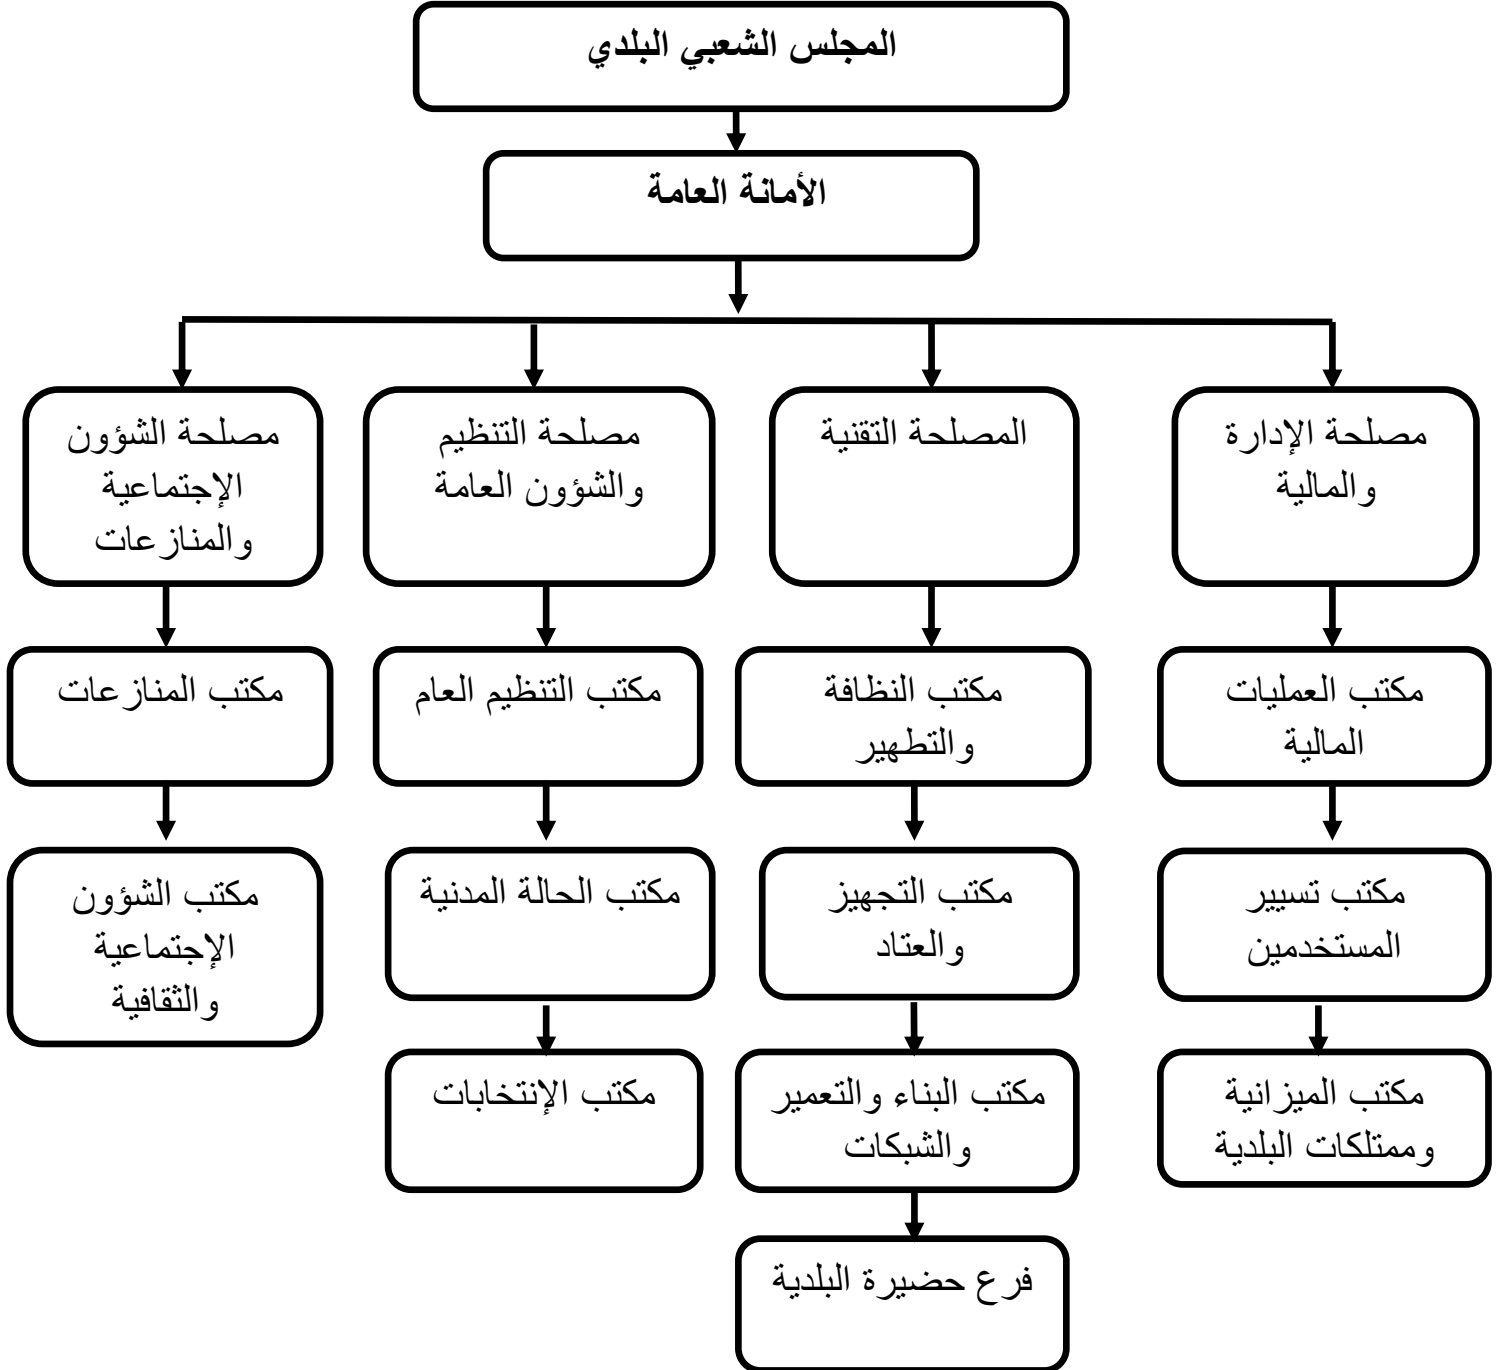 المجلس الشعبي البلدي
الأمانة العامة
مصلحة الإدارة
والمالية
المصلحة التقنية
مصلحة التنظيم
والشؤون العامة
مصلحة الشؤون
الإجتماعية
والمنازعات
مكتب العمليات
المالية
مكتب النظافة
والتطهير
مكتب التنظيم العام
مكتب المنازعات
مكتب تسيير
المستخدمين
مكتب التجهيز
والعتاد
مكتب الحالة المدنية
مكتب الشؤون
الإجتماعية
والثقافية
مكتب الميزانية
وممتلكات البلدية
مكتب البناء والتعمير
والشبكات
مكتب الإنتخابات
فرع حضيرة البلدية